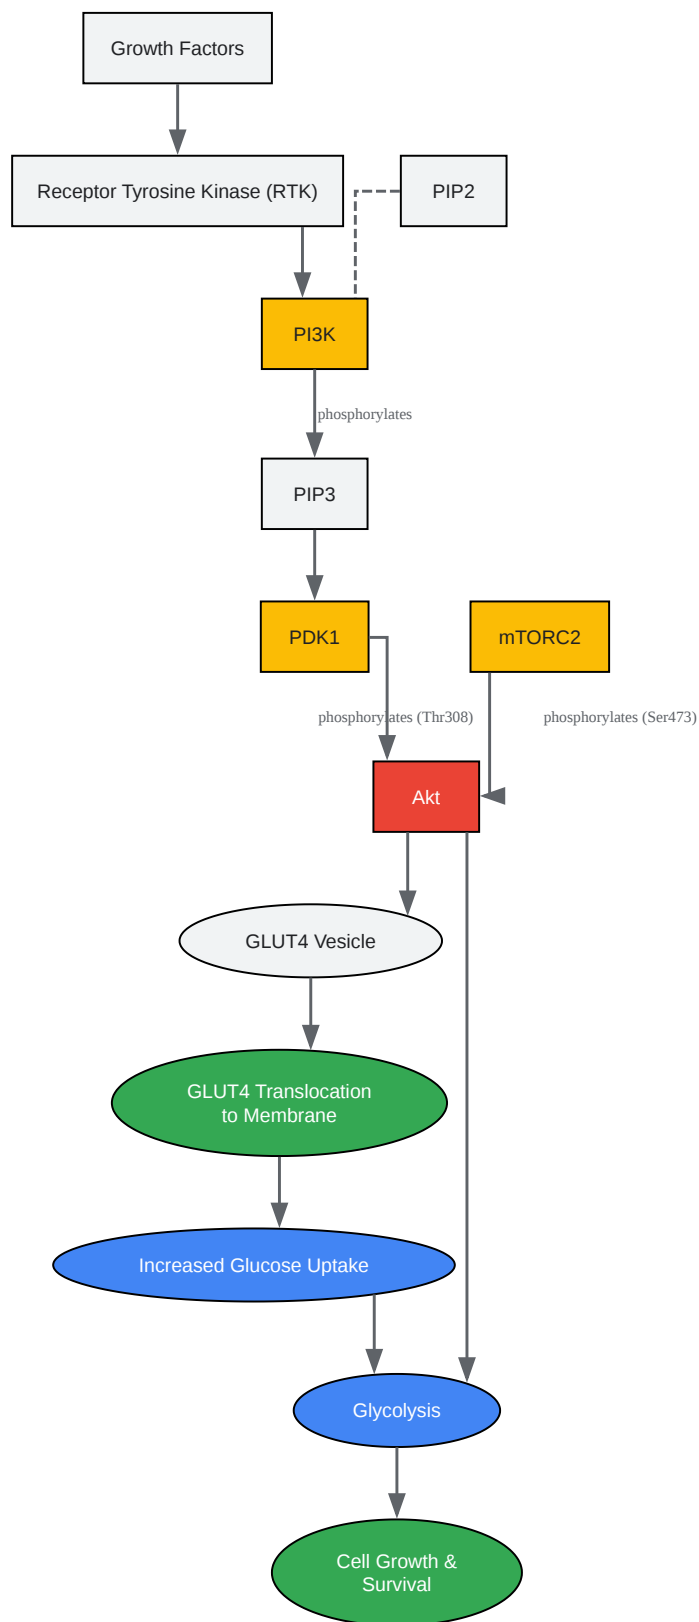 Growth Factors
Receptor Tyrosine Kinase (RTK)
PIP2
PI3K
phosphorylates
PIP3
PDK1
mTORC2
phosphorylates (Thr308)
phosphorylates (Ser473)
Akt
GLUT4 Vesicle
GLUT4 Translocation
to Membrane
Increased Glucose Uptake
Glycolysis
Cell Growth &
Survival